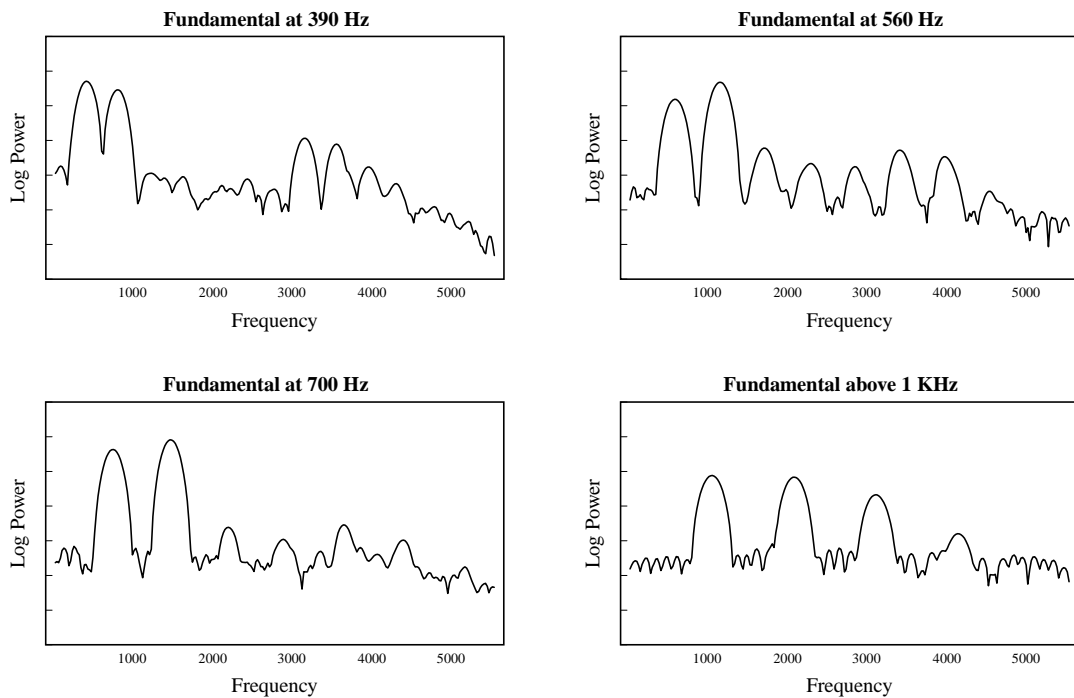 Fundamental at 390 Hz
Log Power
1000 2000 3000 4000 5000
Frequency
Fundamental at 560 Hz
Log Power
1000 2000 3000 4000 5000
Frequency
Fundamental at 700 Hz
Log Power
1000 2000 3000 4000 5000
Frequency
Fundamental above 1 KHz
Log Power
1000 2000 3000 4000 5000
Frequency